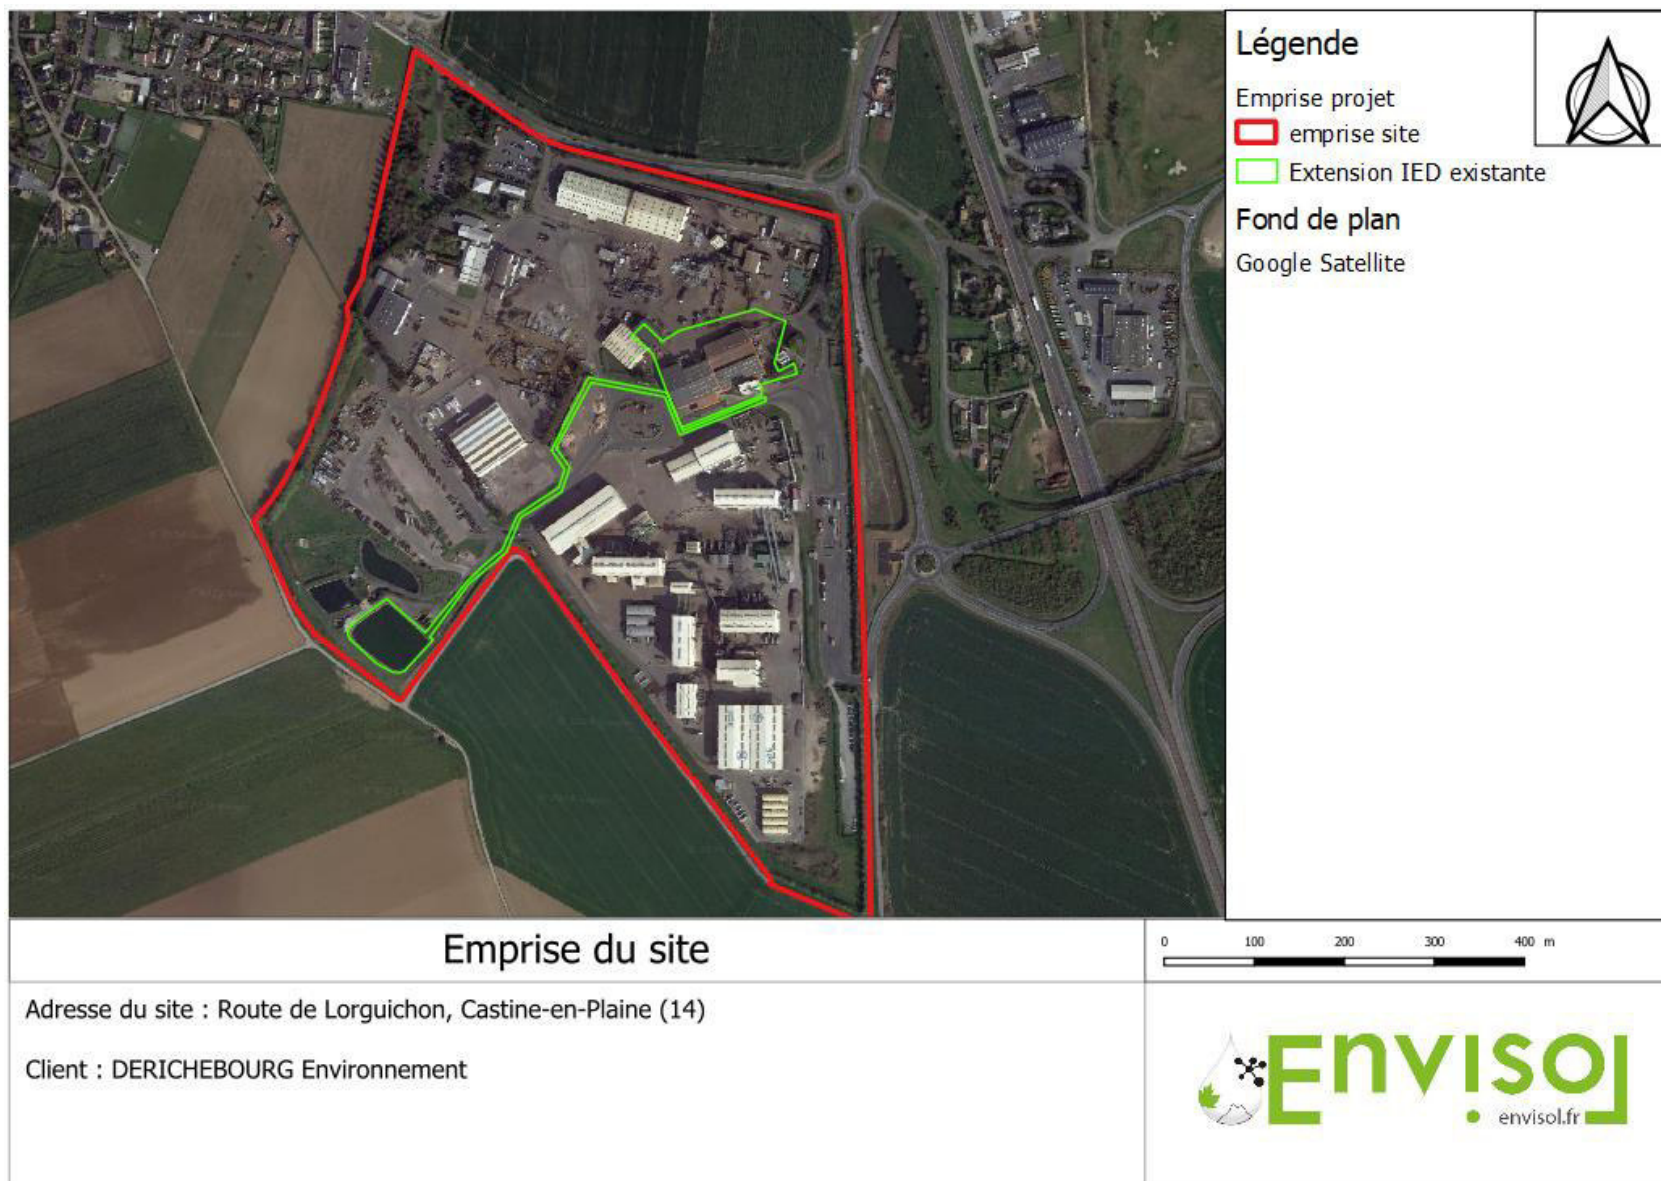 Légende
Emprise projet
emprise site
Extension IED existante
Fond de plan
Google Satellite
Emprise du site
0 100 200 300 400 m
Adresse du site : Route de Lorguichon, Castine-en-Plaine (14)
Client : DERICHEBOURG Environnement
Envisol
envisol.fr